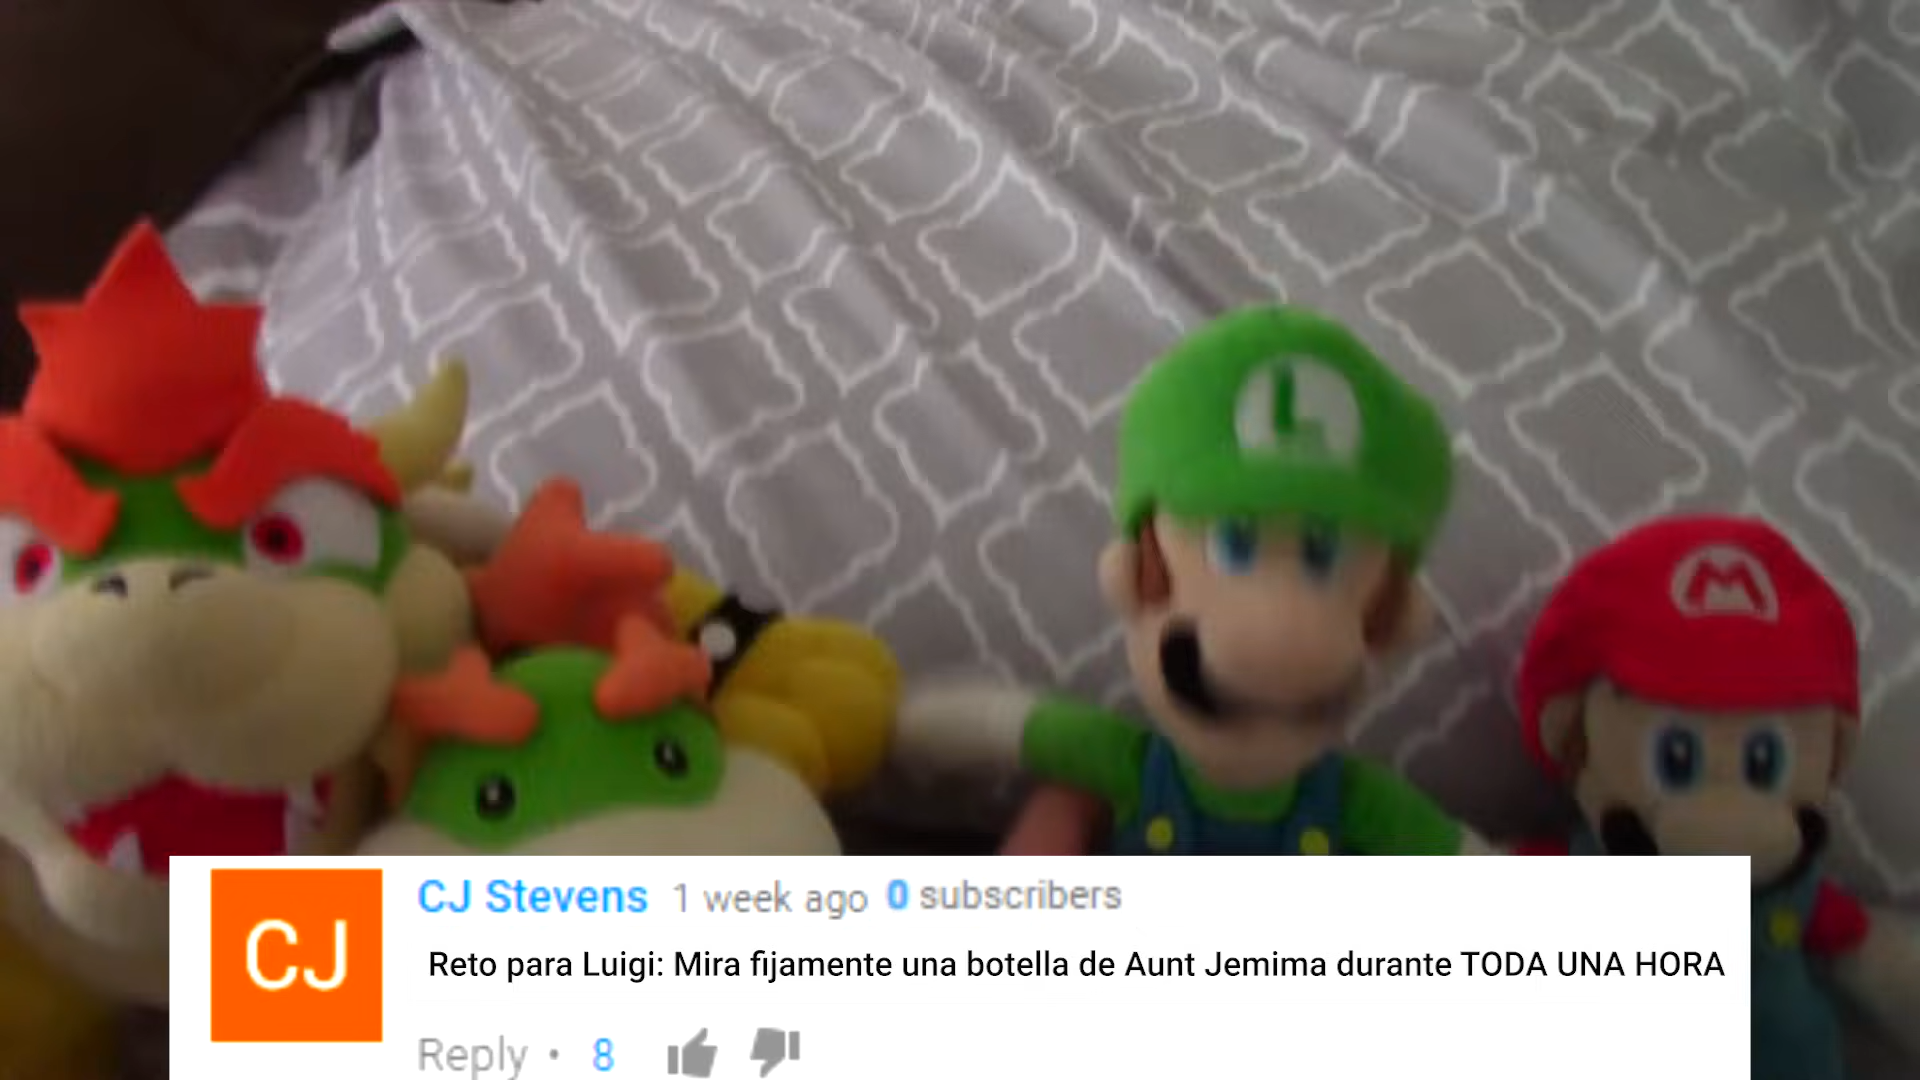 L
M
CJ
CJ Stevens 1 week ago 0 subscribers
Reto para Luigi: Mira fijamente una botella de Aunt Jemima durante TODA UNA HORA
Reply • 8